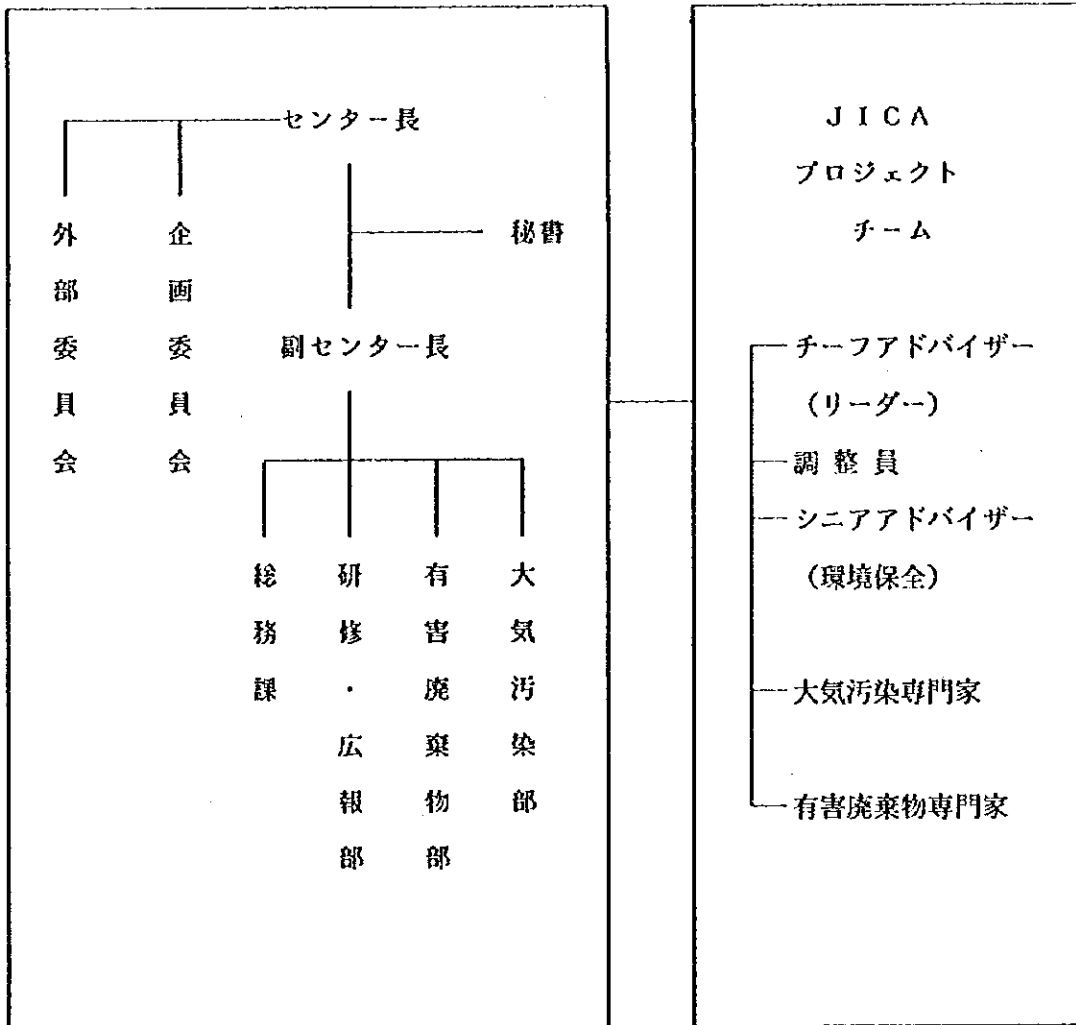 センター長
外部委員会
企画委員会
秘書
副センター長
総務課
研修・広報部
有害廃棄物部
大気汚染部
JICA
プロジェクト
チーム
チーフアドバイザー
(リーダー)
調整員
シニアアドバイザー
(環境保全)
大気汚染専門家
有害廃棄物専門家